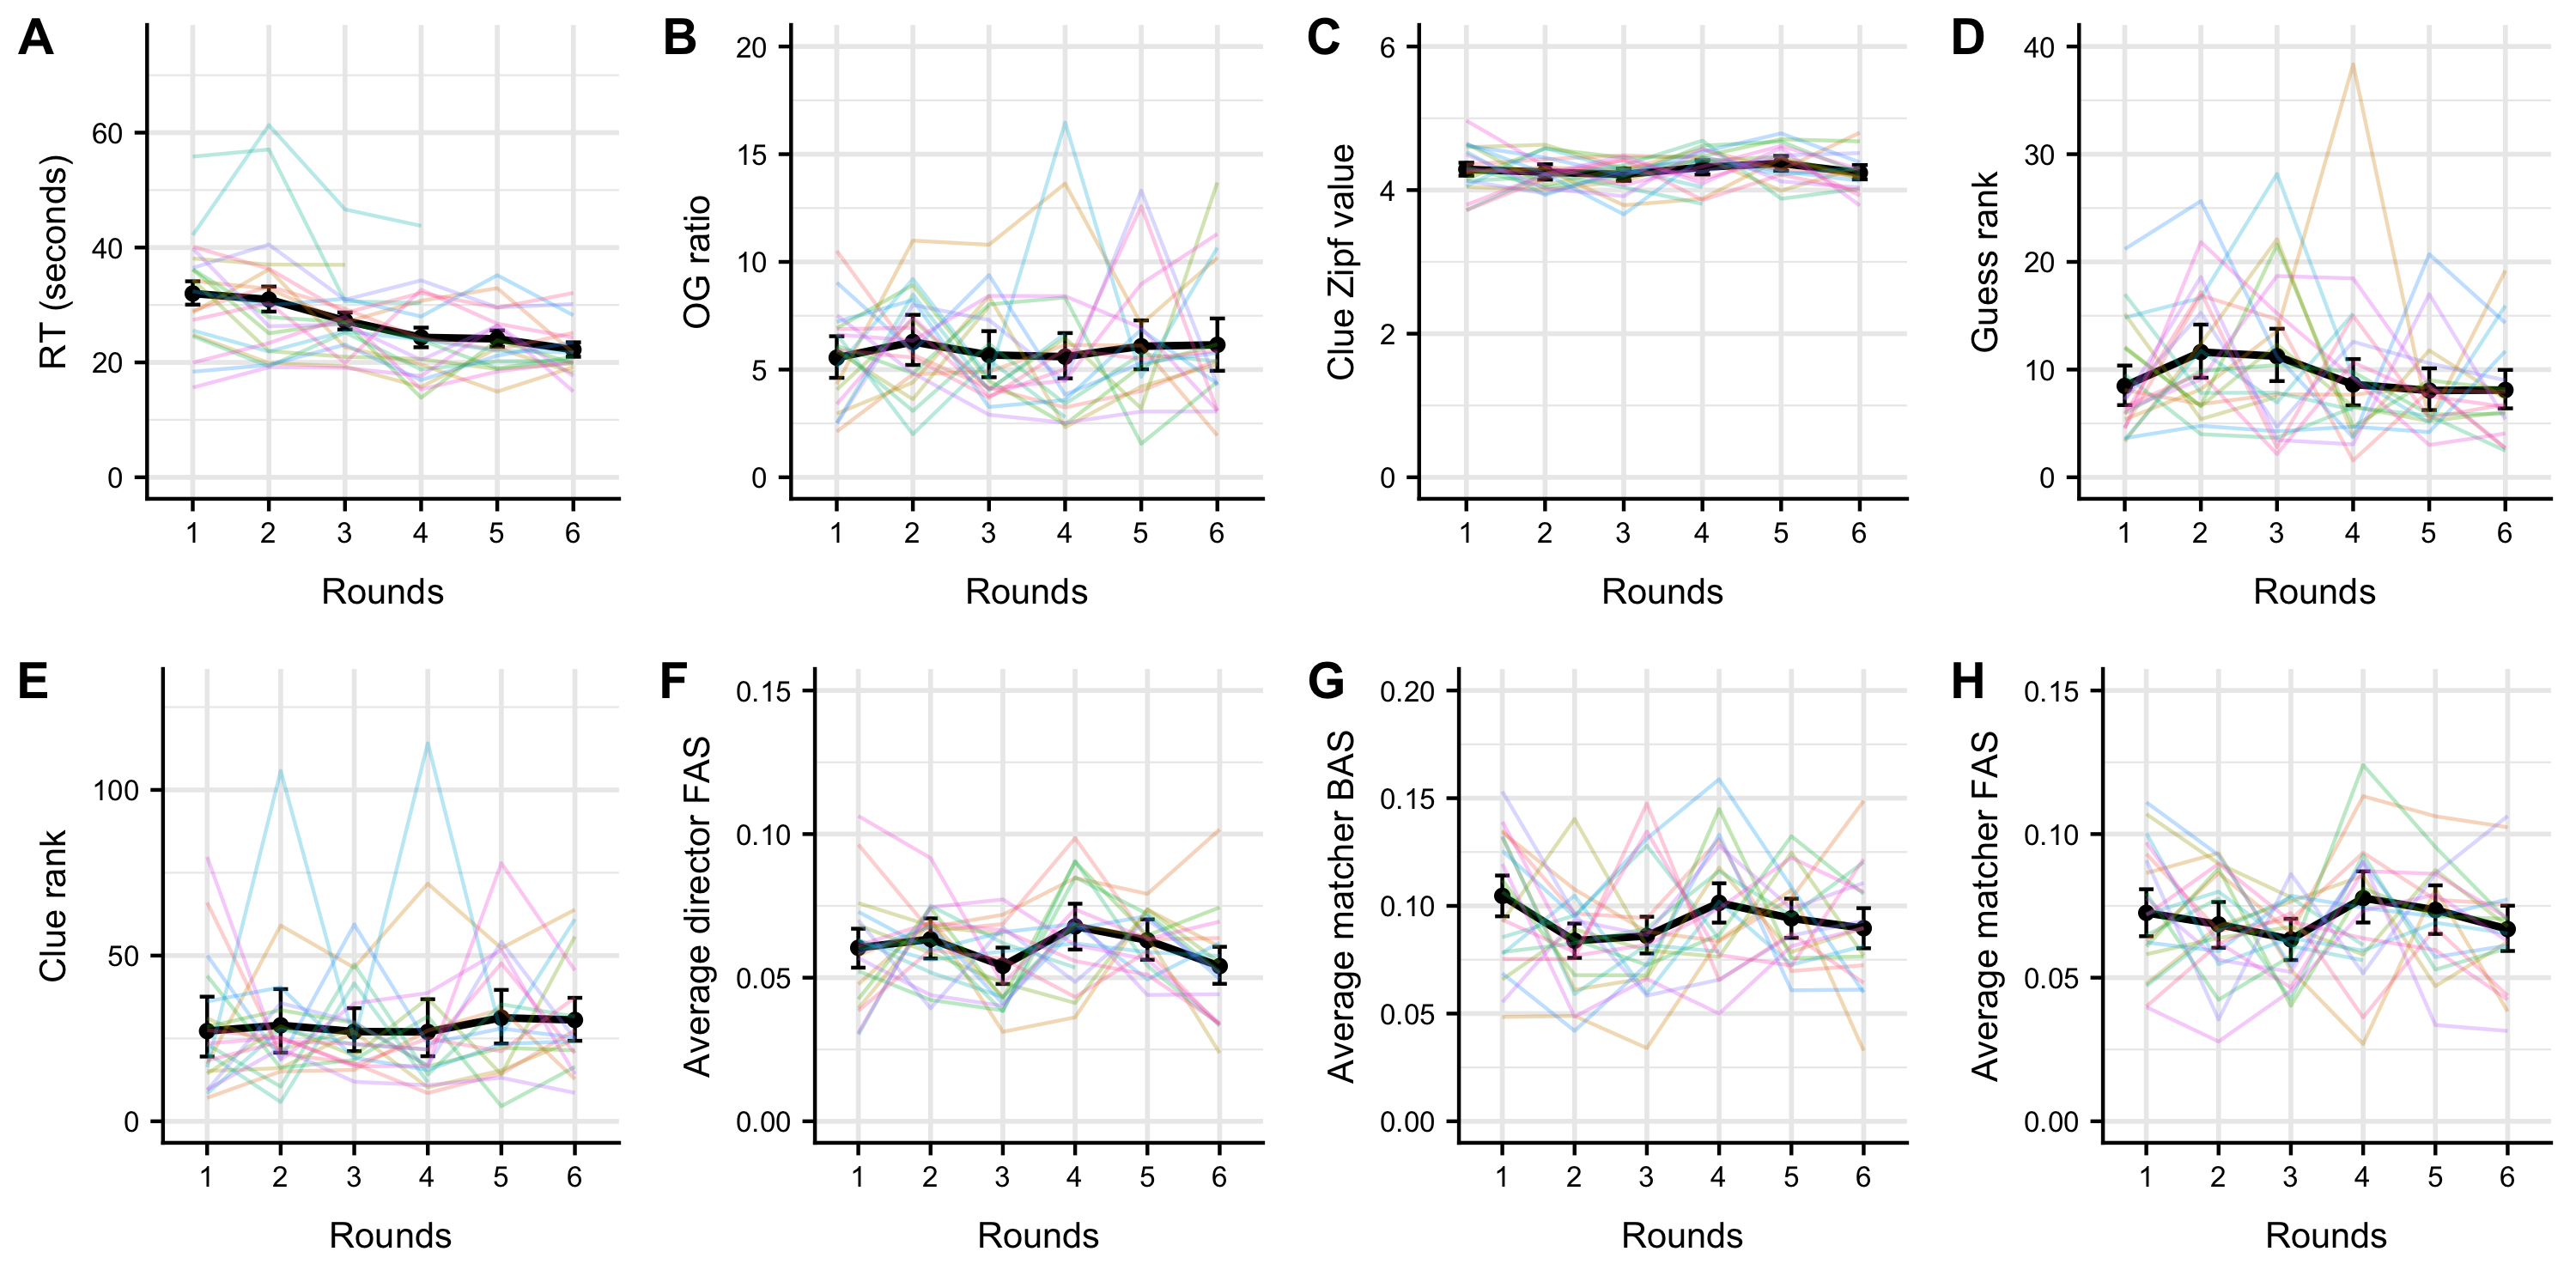 A
RT (seconds)
60
40
20
0
1 2 3 4 5 6
Rounds
B
OG ratio
20
15
10
5
0
1 2 3 4 5 6
Rounds
C
Clue Zipf value
6
4
2
0
1 2 3 4 5 6
Rounds
D
Guess rank
40
30
20
10
0
1 2 3 4 5 6
Rounds
E
Clue rank
100
50
0
1 2 3 4 5 6
Rounds
F
Average director FAS
0.15
0.10
0.05
0.00
1 2 3 4 5 6
Rounds
G
Average matcher BAS
0.20
0.15
0.10
0.05
0.00
1 2 3 4 5 6
Rounds
H
Average matcher FAS
0.15
0.10
0.05
0.00
1 2 3 4 5 6
Rounds